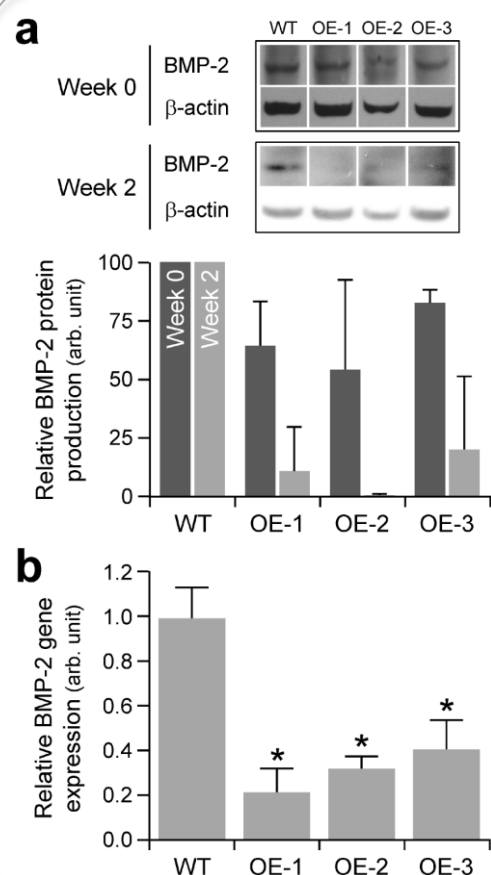 a
WT OE-1 OE-2 OE-3
Week 0
BMP-2
β-actin
Week 2
BMP-2
β-actin
Relative BMP-2 protein
production (arb. unit)
100
75
50
25
0
Week 0
Week 2
WT OE-1 OE-2 OE-3
b
Relative BMP-2 gene
expression (arb. unit)
1.2
1.0
0.8
0.6
0.4
0.2
0.0
* * *
WT OE-1 OE-2 OE-3